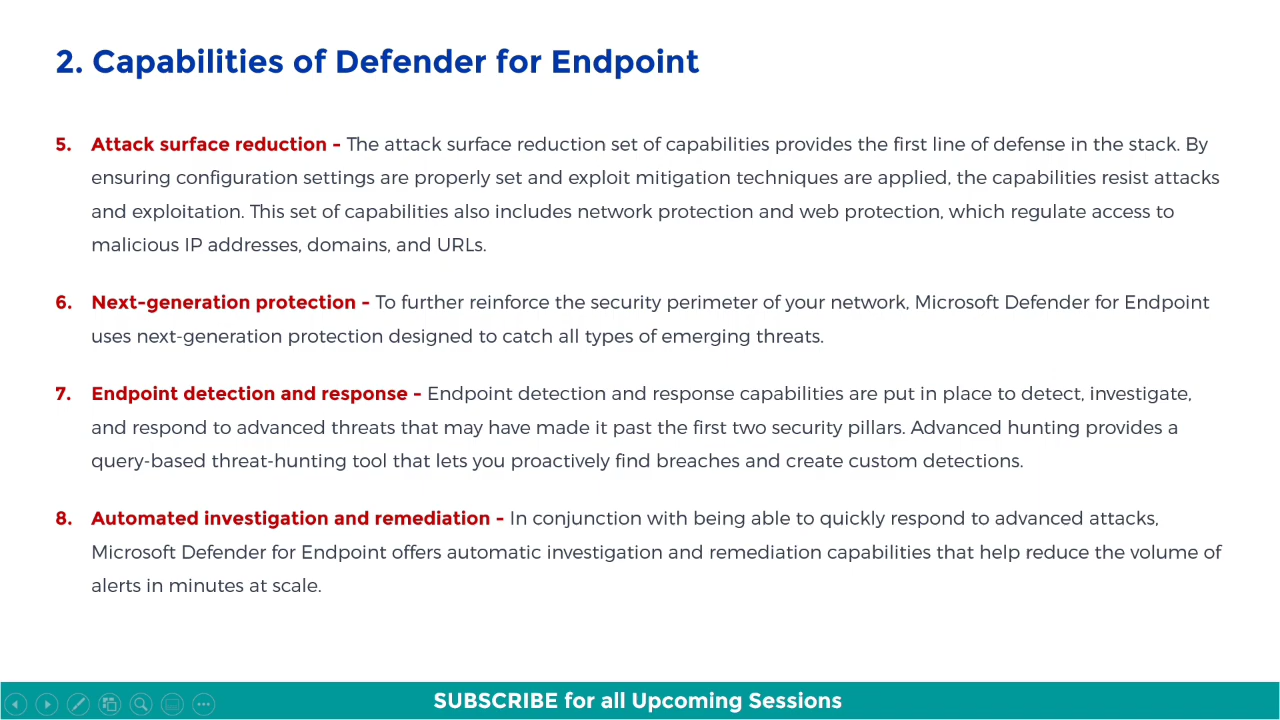 2. Capabilities of Defender for Endpoint
5. Attack surface reduction - The attack surface reduction set of capabilities provides the first line of defense in the stack. By
ensuring configuration settings are properly set and exploit mitigation techniques are applied, the capabilities resist attacks
and exploitation. This set of capabilities also includes network protection and web protection, which regulate access to
malicious IP addresses, domains, and URLs.
6. Next-generation protection - To further reinforce the security perimeter of your network, Microsoft Defender for Endpoint
uses next-generation protection designed to catch all types of emerging threats.
7. Endpoint detection and response - Endpoint detection and response capabilities are put in place to detect, investigate,
and respond to advanced threats that may have made it past the first two security pillars. Advanced hunting provides a
query-based threat-hunting tool that lets you proactively find breaches and create custom detections.
8. Automated investigation and remediation - In conjunction with being able to quickly respond to advanced attacks,
Microsoft Defender for Endpoint offers automatic investigation and remediation capabilities that help reduce the volume of
alerts in minutes at scale.
SUBSCRIBE for all Upcoming Sessions